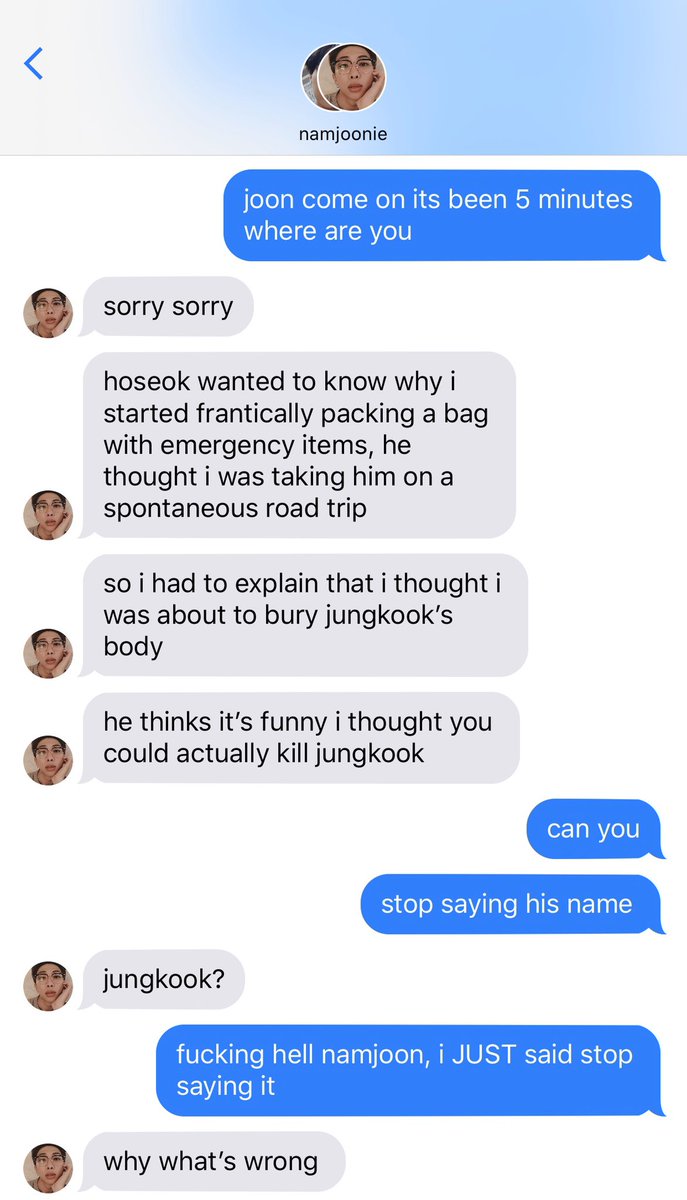 namjoonie
joon come on its been 5 minutes
where are you
sorry sorry
hoseok wanted to know why i
started frantically packing a bag
with emergency items, he
thought i was taking him on a
spontaneous road trip
so i had to explain that i thought i
was about to bury jungkook’s
body
he thinks it’s funny i thought you
could actually kill jungkook
can you
stop saying his name
jungkook?
fucking hell namjoon, i JUST said stop
saying it
why what’s wrong